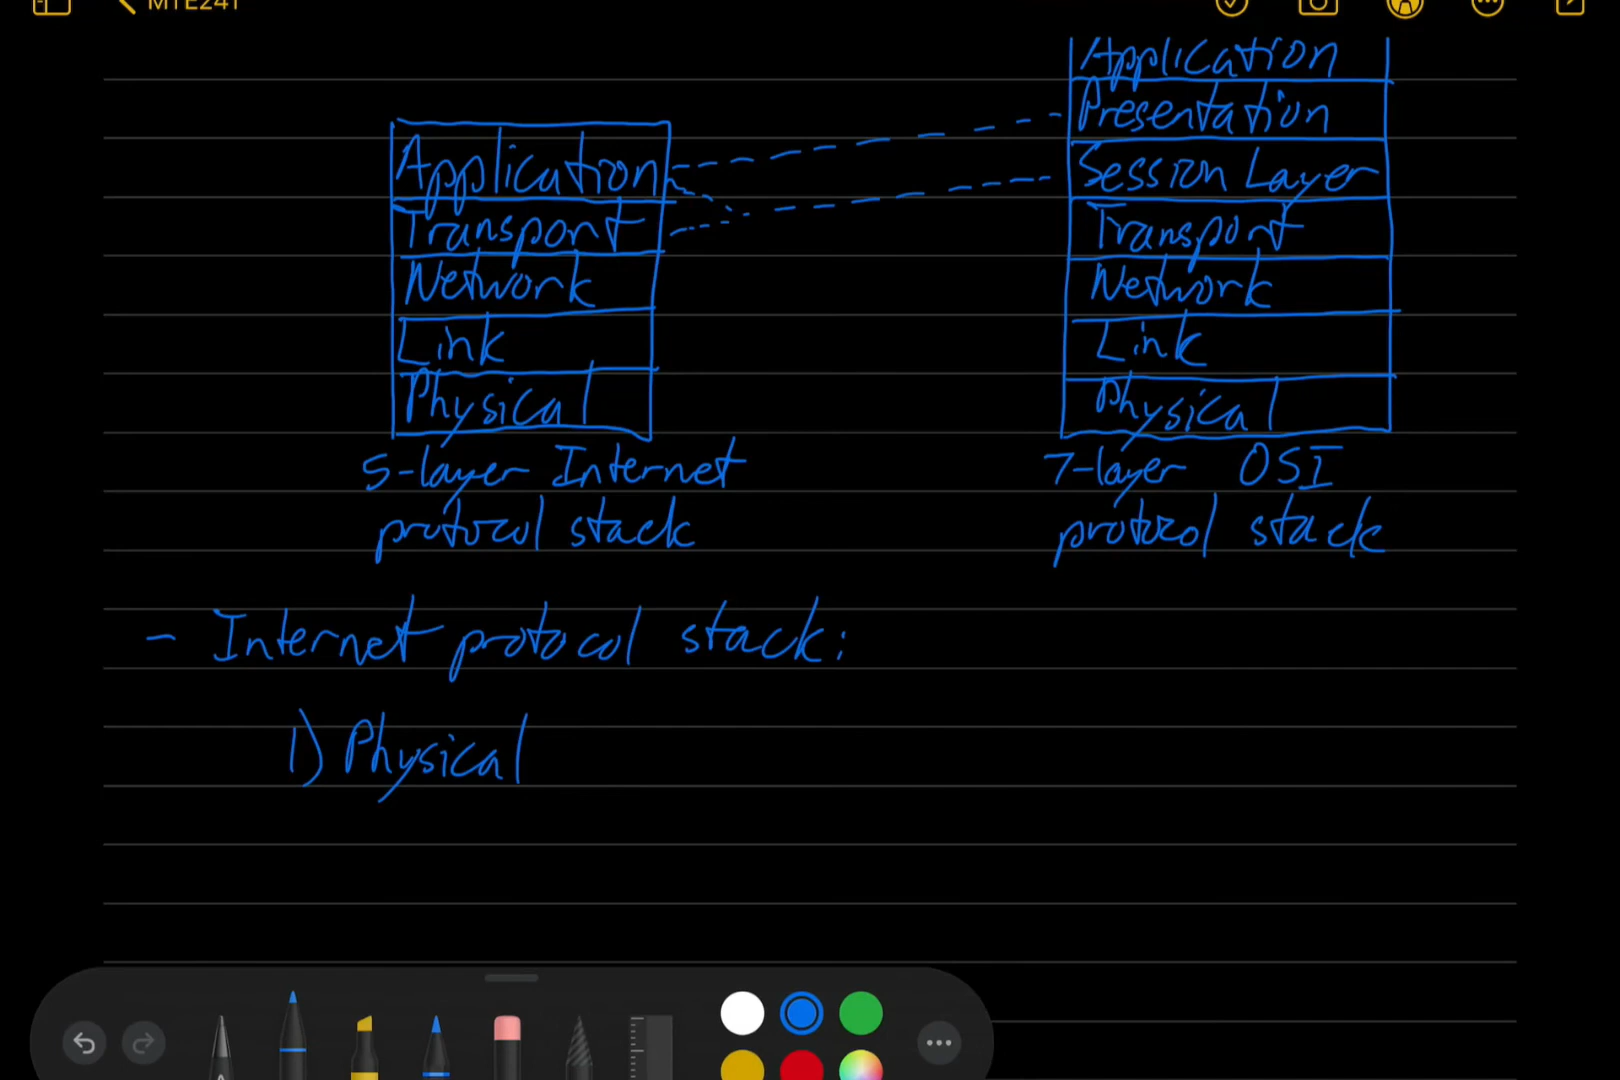 MTE241
Application
Presentation
Session Layer
Transport
Network
Link
Physical
7-layer OSI
protocol stack
Application
Transport
Network
Link
Physical
5-layer Internet
protocol stack
- Internet protocol stack:
1) Physical